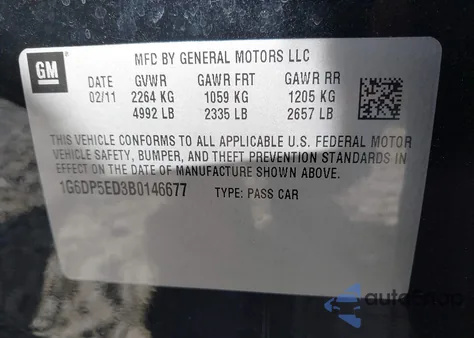 GM
MFD BY GENERAL MOTORS LLC
DATE GVWR GAWR FRT GAWR RR
02/11 2264 KG 1059 KG 1205 KG
4992 LB 2335 LB 2657 LB
THIS VEHICLE CONFORMS TO ALL APPLICABLE U.S. FEDERAL MOTOR
VEHICLE SAFETY, BUMPER, AND THEFT PREVENTION STANDARDS IN
EFFECT ON THE DATE OF MANUFACTURE SHOWN ABOVE.
1G6DP5ED3B0146677 TYPE: PASS CAR
autoErop